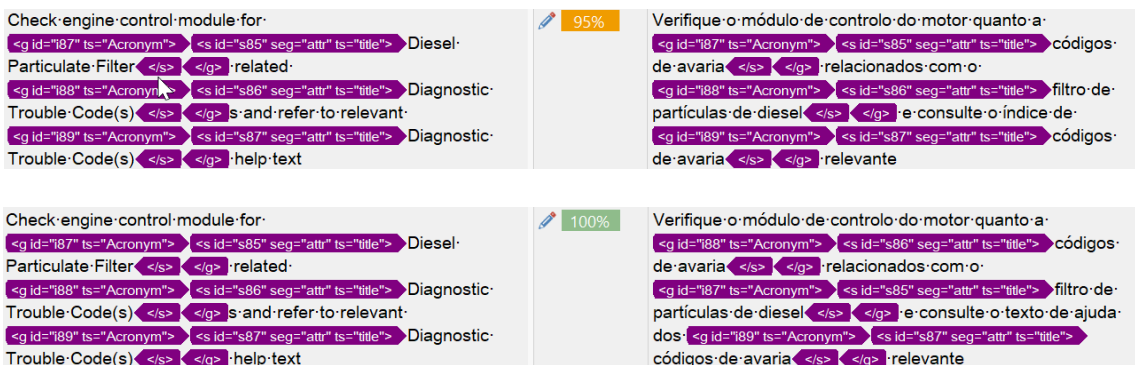 Check·engine·control·module·for·
<g id="i87" ts="Acronym"> <s id="s85" seg="attr" ts="title"> Diesel·
Particulate·Filter </s> </g> ·related·
<g id="i88" ts="Acronym"> <s id="s86" seg="attr" ts="title"> Diagnostic·
Trouble·Code(s) </s> </g> s·and·refer·to·relevant·
<g id="i89" ts="Acronym"> <s id="s87" seg="attr" ts="title"> Diagnostic·
Trouble·Code(s) </s> </g> ·help·text
95%
Verifique·o·módulo·de·controlo·do·motor·quanto·a·
<g id="i87" ts="Acronym"> <s id="s85" seg="attr" ts="title"> códigos·
de·avaria </s> </g> ·relacionados·com·o·
<g id="i88" ts="Acronym"> <s id="s86" seg="attr" ts="title"> filtro·de·
partículas·de·diesel </s> </g> ·e·consulte·o·índice·de·
<g id="i89" ts="Acronym"> <s id="s87" seg="attr" ts="title"> códigos·
de·avaria </s> </g> ·relevante
Check·engine·control·module·for·
<g id="i87" ts="Acronym"> <s id="s85" seg="attr" ts="title"> Diesel·
Particulate·Filter </s> </g> ·related·
<g id="i88" ts="Acronym"> <s id="s86" seg="attr" ts="title"> Diagnostic·
Trouble·Code(s) </s> </g> s·and·refer·to·relevant·
<g id="i89" ts="Acronym"> <s id="s87" seg="attr" ts="title"> Diagnostic·
Trouble·Code(s) </s> </g> ·help·text
100%
Verifique·o·módulo·de·controlo·do·motor·quanto·a·
<g id="i88" ts="Acronym"> <s id="s86" seg="attr" ts="title"> códigos·
de·avaria </s> </g> ·relacionados·com·o·
<g id="i87" ts="Acronym"> <s id="s85" seg="attr" ts="title"> filtro·de·
partículas·de·diesel </s> </g> ·e·consulte·o·texto·de·ajuda·
dos· <g id="i89" ts="Acronym"> <s id="s87" seg="attr" ts="title">
códigos·de·avaria </s> </g> ·relevante